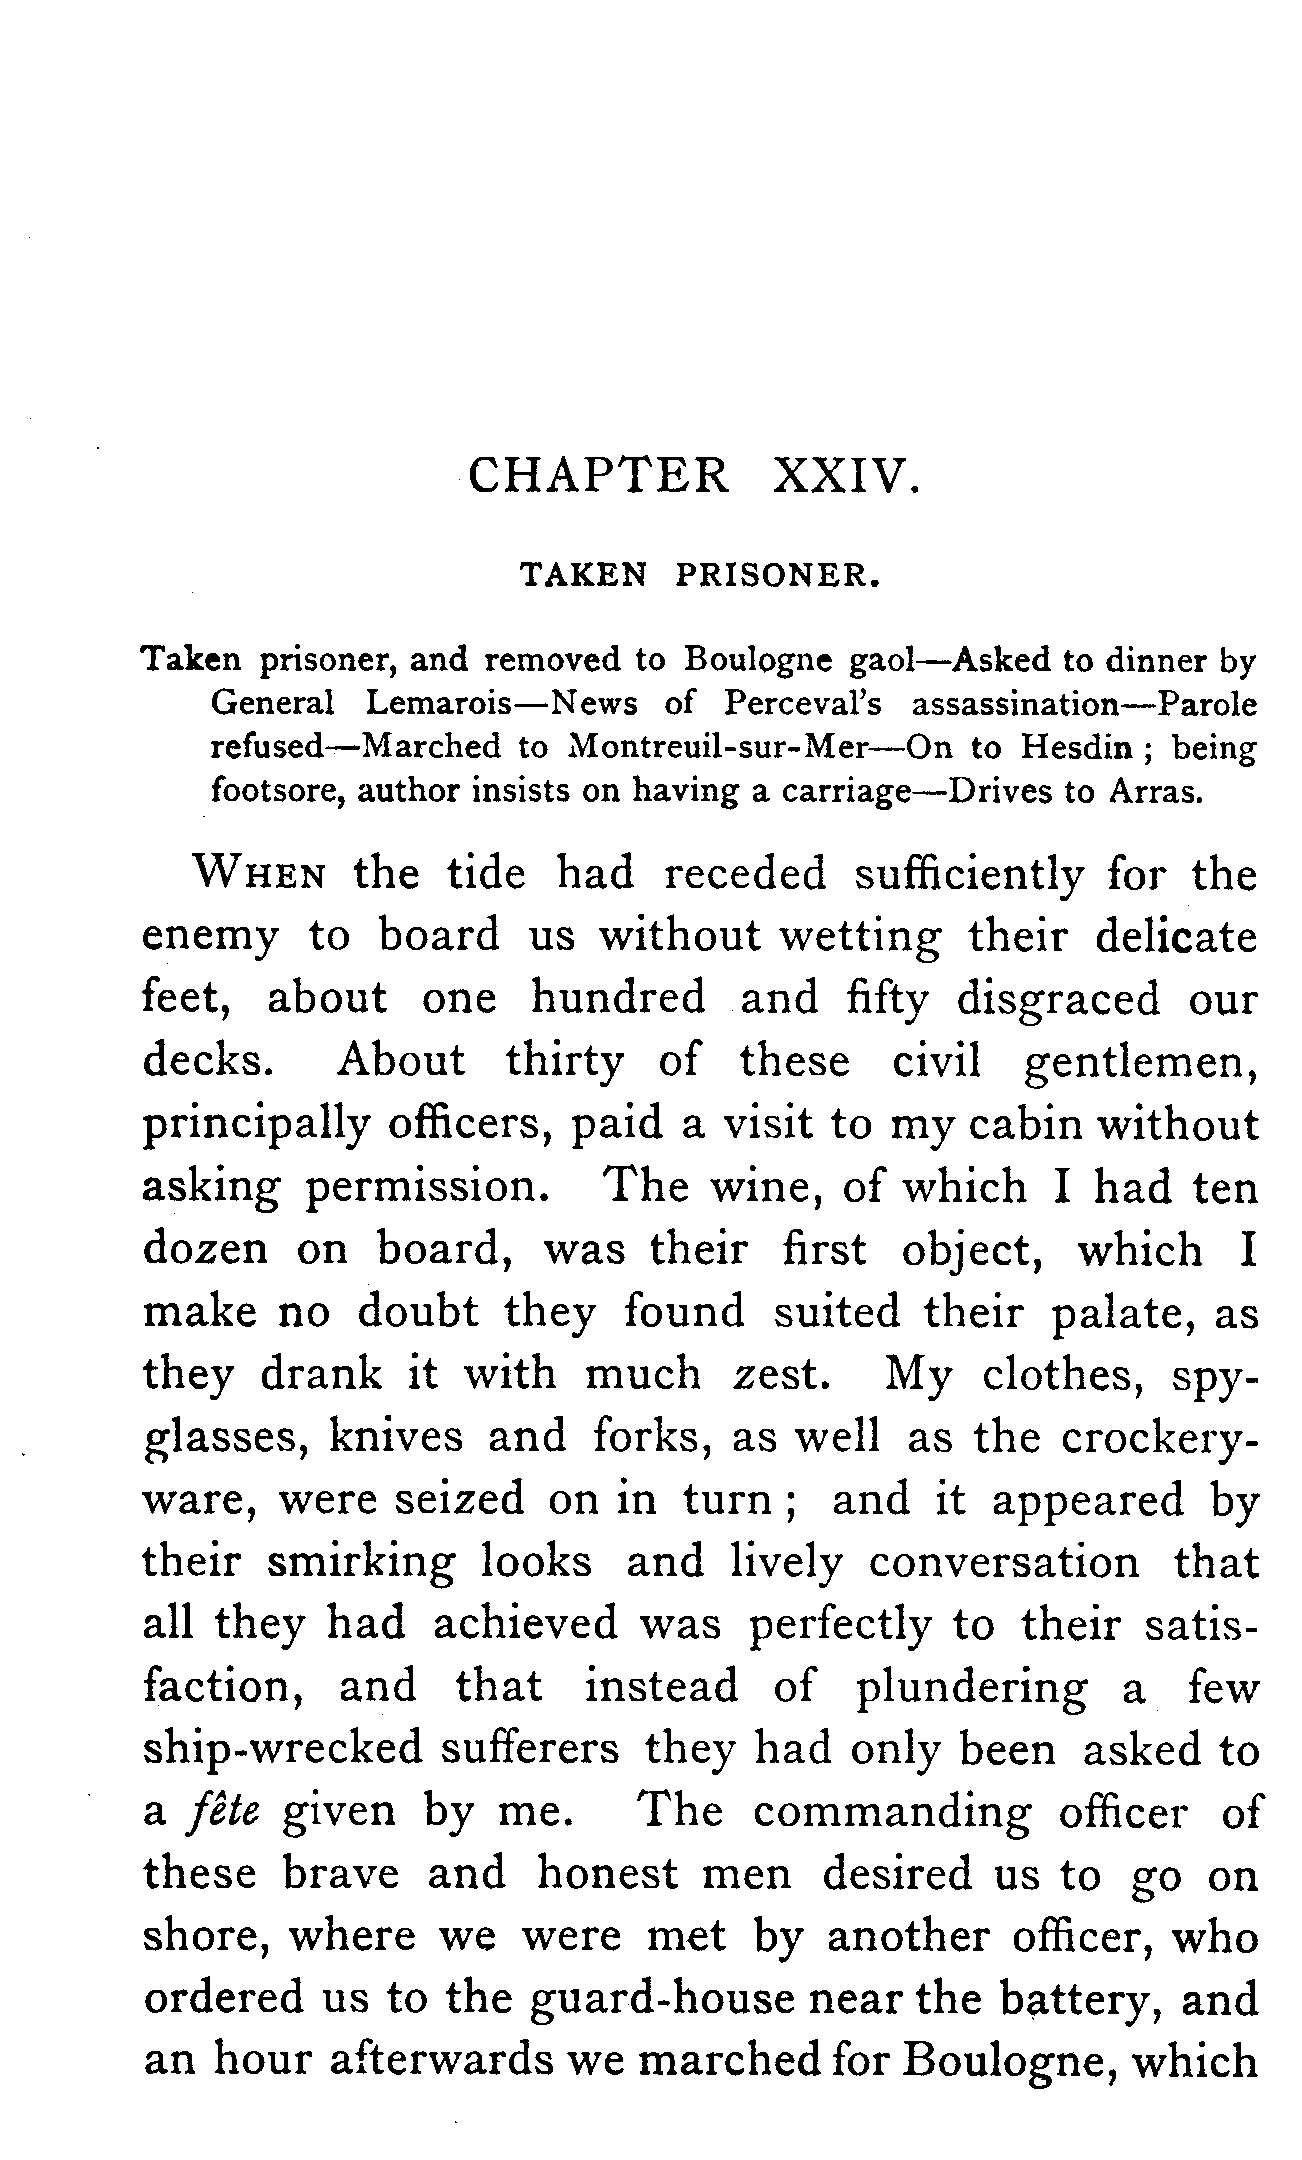 CHAPTER XXIV.
TAKEN PRISONER.
Taken prisoner, and removed to Boulogne gaol—Asked to dinner by
General Lemarois—News of Perceval's assassination—Parole
refused—Marched to Montreuil-sur-Mer—On to Hesdin ; being
footsore, author insists on having a carriage—Drives to Arras.
WHEN the tide had receded sufficiently for the
enemy to board us without wetting their delicate
feet, about one hundred and fifty disgraced our
decks. About thirty of these civil gentlemen,
principally officers, paid a visit to my cabin without
asking permission. The wine, of which I had ten
dozen on board, was their first object, which I
make no doubt they found suited their palate, as
they drank it with much zest. My clothes, spy-
glasses, knives and forks, as well as the crockery-
ware, were seized on in turn ; and it appeared by
their smirking looks and lively conversation that
all they had achieved was perfectly to their satis-
faction, and that instead of plundering a few
ship-wrecked sufferers they had only been asked to
a fête given by me. The commanding officer of
these brave and honest men desired us to go on
shore, where we were met by another officer, who
ordered us to the guard-house near the battery, and
an hour afterwards we marched for Boulogne, which